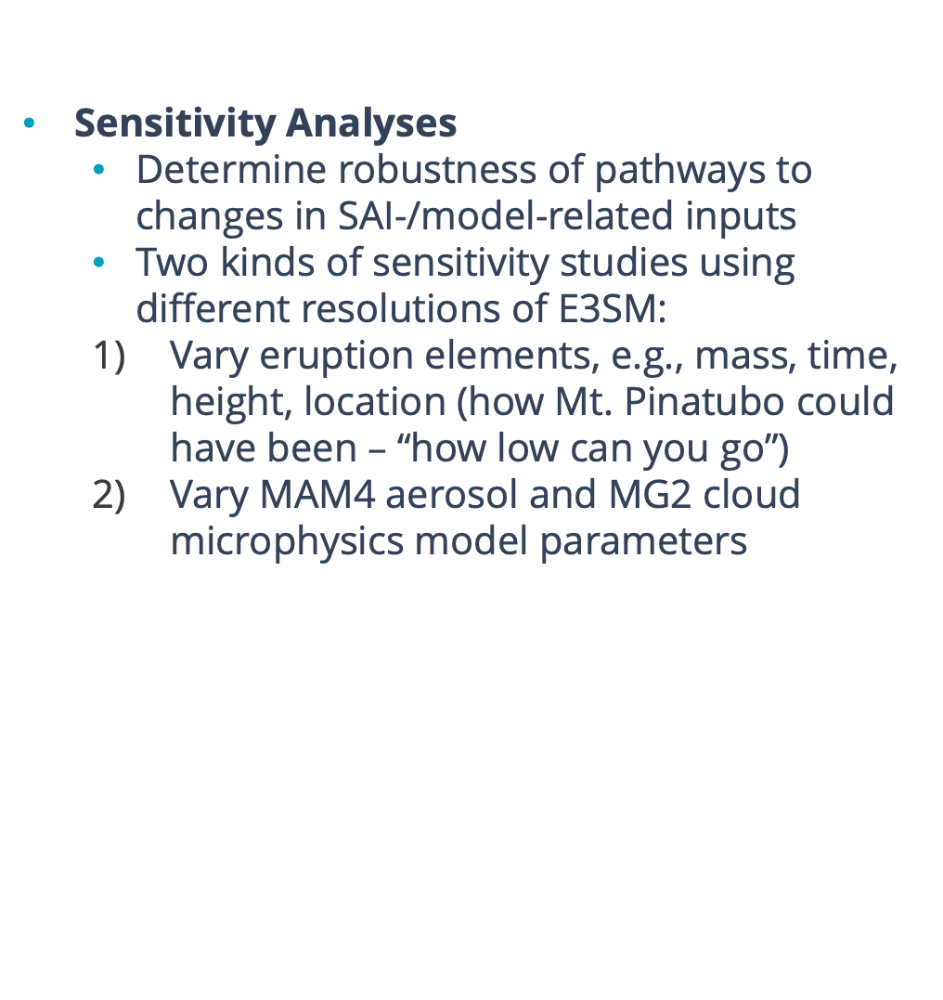 • Sensitivity Analyses
• Determine robustness of pathways to
changes in SAI-/model-related inputs
• Two kinds of sensitivity studies using
different resolutions of E3SM:
1) Vary eruption elements, e.g., mass, time,
height, location (how Mt. Pinatubo could
have been – “how low can you go”)
2) Vary MAM4 aerosol and MG2 cloud
microphysics model parameters